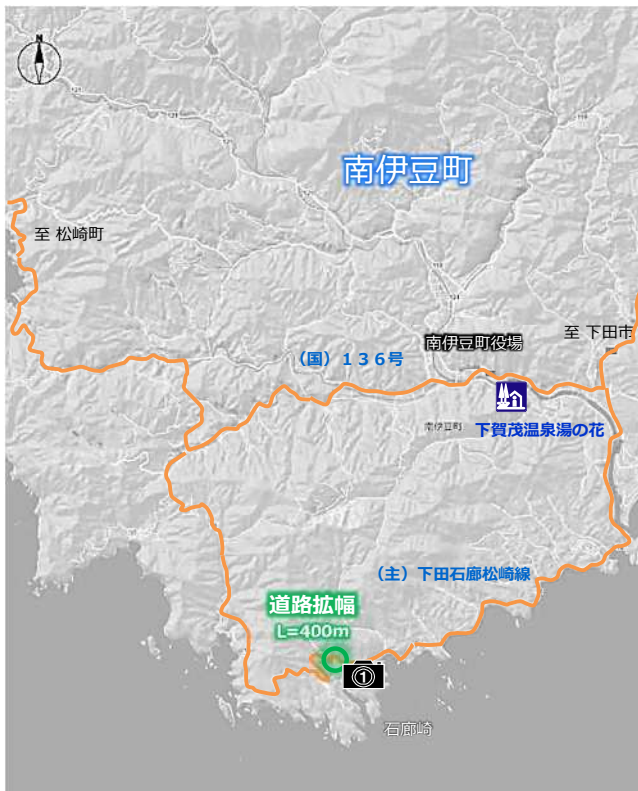 N
南伊豆町
至 松崎町
至 下田市
南伊豆町役場
（国）１３６号
南伊豆町
下賀茂温泉湯の花
（主）下田石廊松崎線
道路拡幅
L=400m
①
石廊崎